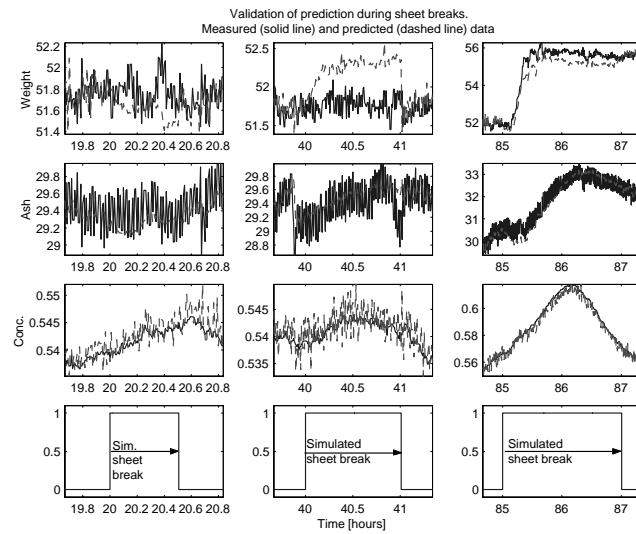 Validation of prediction during sheet breaks.
Measured (solid line) and predicted (dashed line) data
Weight
52.2
52
51.8
51.6
51.4
19.8 20 20.2 20.4 20.6 20.8
52.5
52
51.5
40 40.5 41
56
55
54
53
52
85 86 87
Ash
29.8
29.6
29.4
29.2
29
19.8 20 20.2 20.4 20.6 20.8
29.8
29.6
29.4
29.2
29
28.8
40 40.5 41
33
32
31
30
85 86 87
Conc.
0.55
0.54
19.8 20 20.2 20.4 20.6 20.8
0.55
0.545
0.54
0.535
40 40.5 41
0.6
0.58
0.56
85 86 87
1
0.5
0
Sim.
sheet
break
19.8 20 20.2 20.4 20.6 20.8
1
0.5
0
Simulated
sheet break
40 40.5 41
1
0.5
0
Simulated
sheet break
85 86 87
Time [hours]